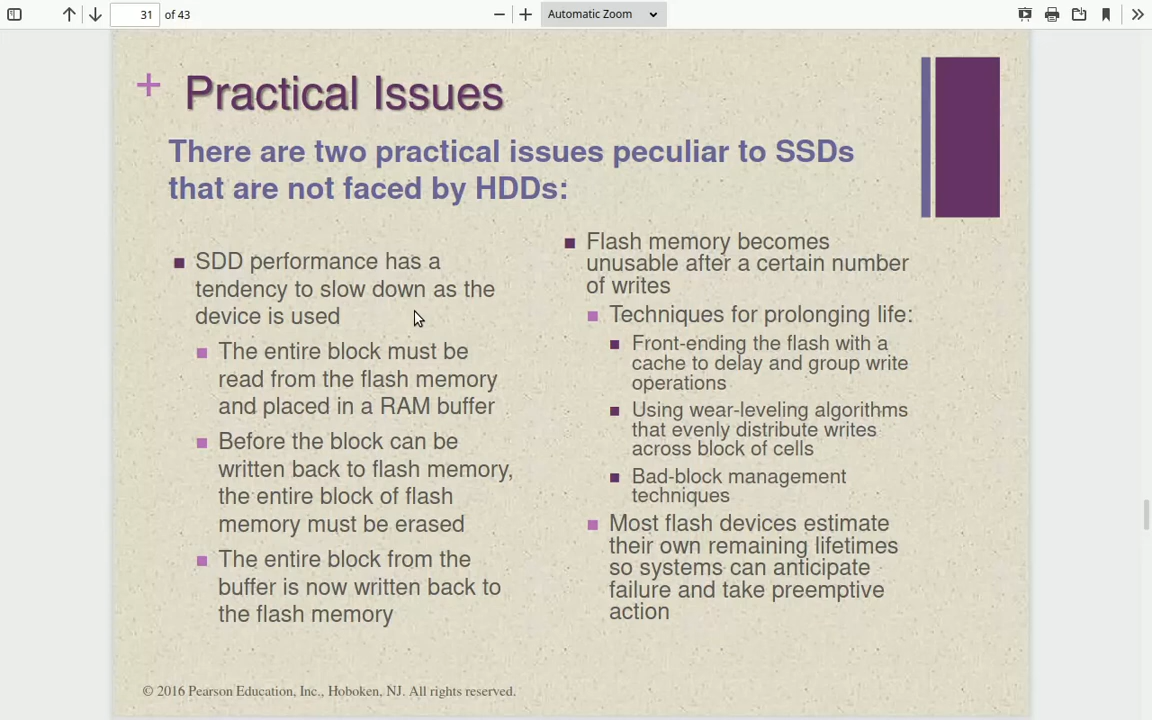 31 of 43
Automatic Zoom
+ Practical Issues
There are two practical issues peculiar to SSDs
that are not faced by HDDs:
SDD performance has a
tendency to slow down as the
device is used
The entire block must be
read from the flash memory
and placed in a RAM buffer
Before the block can be
written back to flash memory,
the entire block of flash
memory must be erased
The entire block from the
buffer is now written back to
the flash memory
Flash memory becomes
unusable after a certain number
of writes
Techniques for prolonging life:
Front-ending the flash with a
cache to delay and group write
operations
Using wear-leveling algorithms
that evenly distribute writes
across block of cells
Bad-block management
techniques
Most flash devices estimate
their own remaining lifetimes
so systems can anticipate
failure and take preemptive
action
© 2016 Pearson Education, Inc., Hoboken, NJ. All rights reserved.